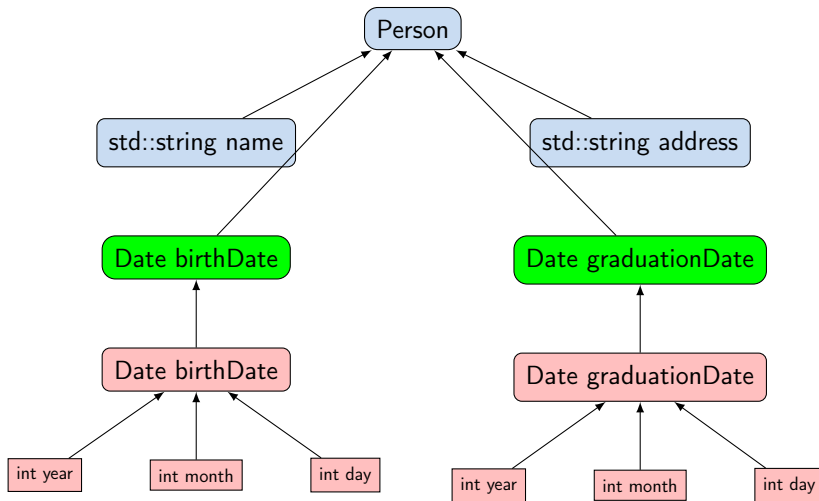 Person
std::string name
std::string address
Date birthDate
Date graduationDate
Date birthDate
Date graduationDate
int year
int month
int day
int year
int month
int day